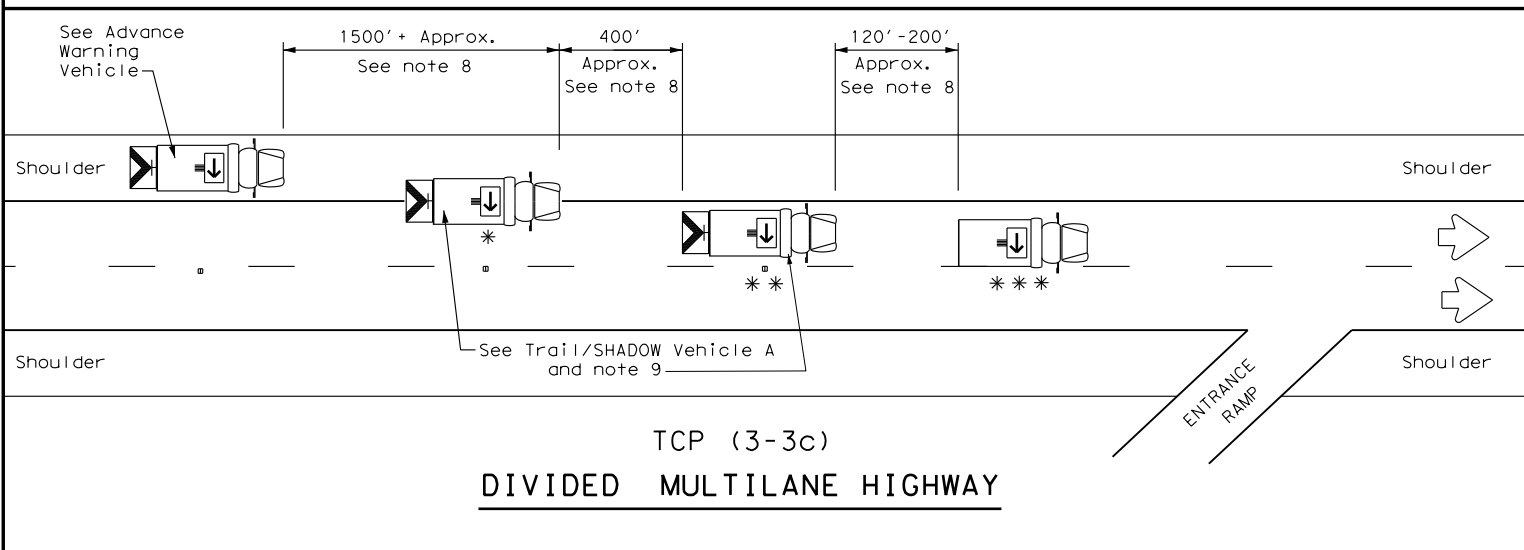 See Advance
Warning
Vehicle
1500'+ Approx.
See note 8
400'
Approx.
See note 8
120'-200'
Approx.
See note 8
Shoulder
Shoulder
*
* *
* * *
See Trail/SHADOW Vehicle A
and note 9
Shoulder
Shoulder
ENTRANCE
RAMP
TCP (3-3c)
DIVIDED MULTILANE HIGHWAY